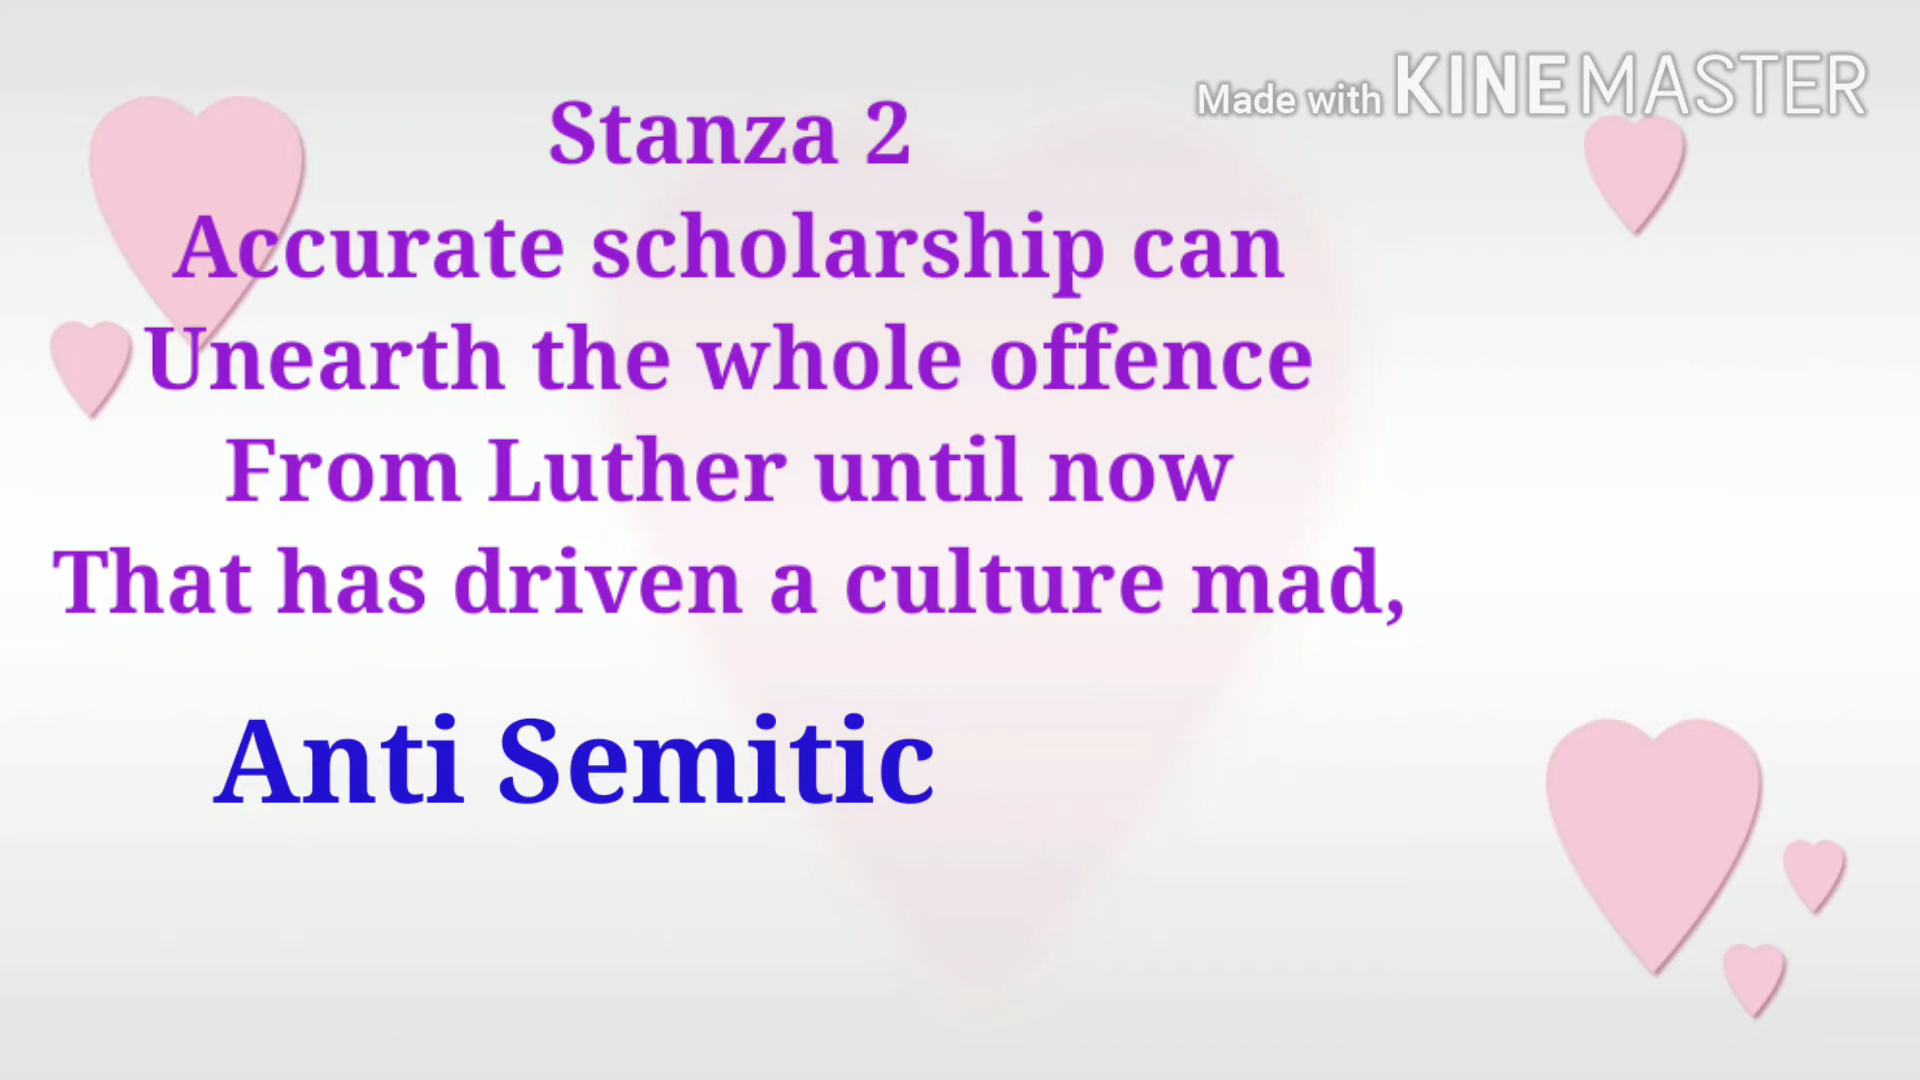 Made with KINEMASTER
Stanza 2
Accurate scholarship can
Unearth the whole offence
From Luther until now
That has driven a culture mad,
Anti Semitic